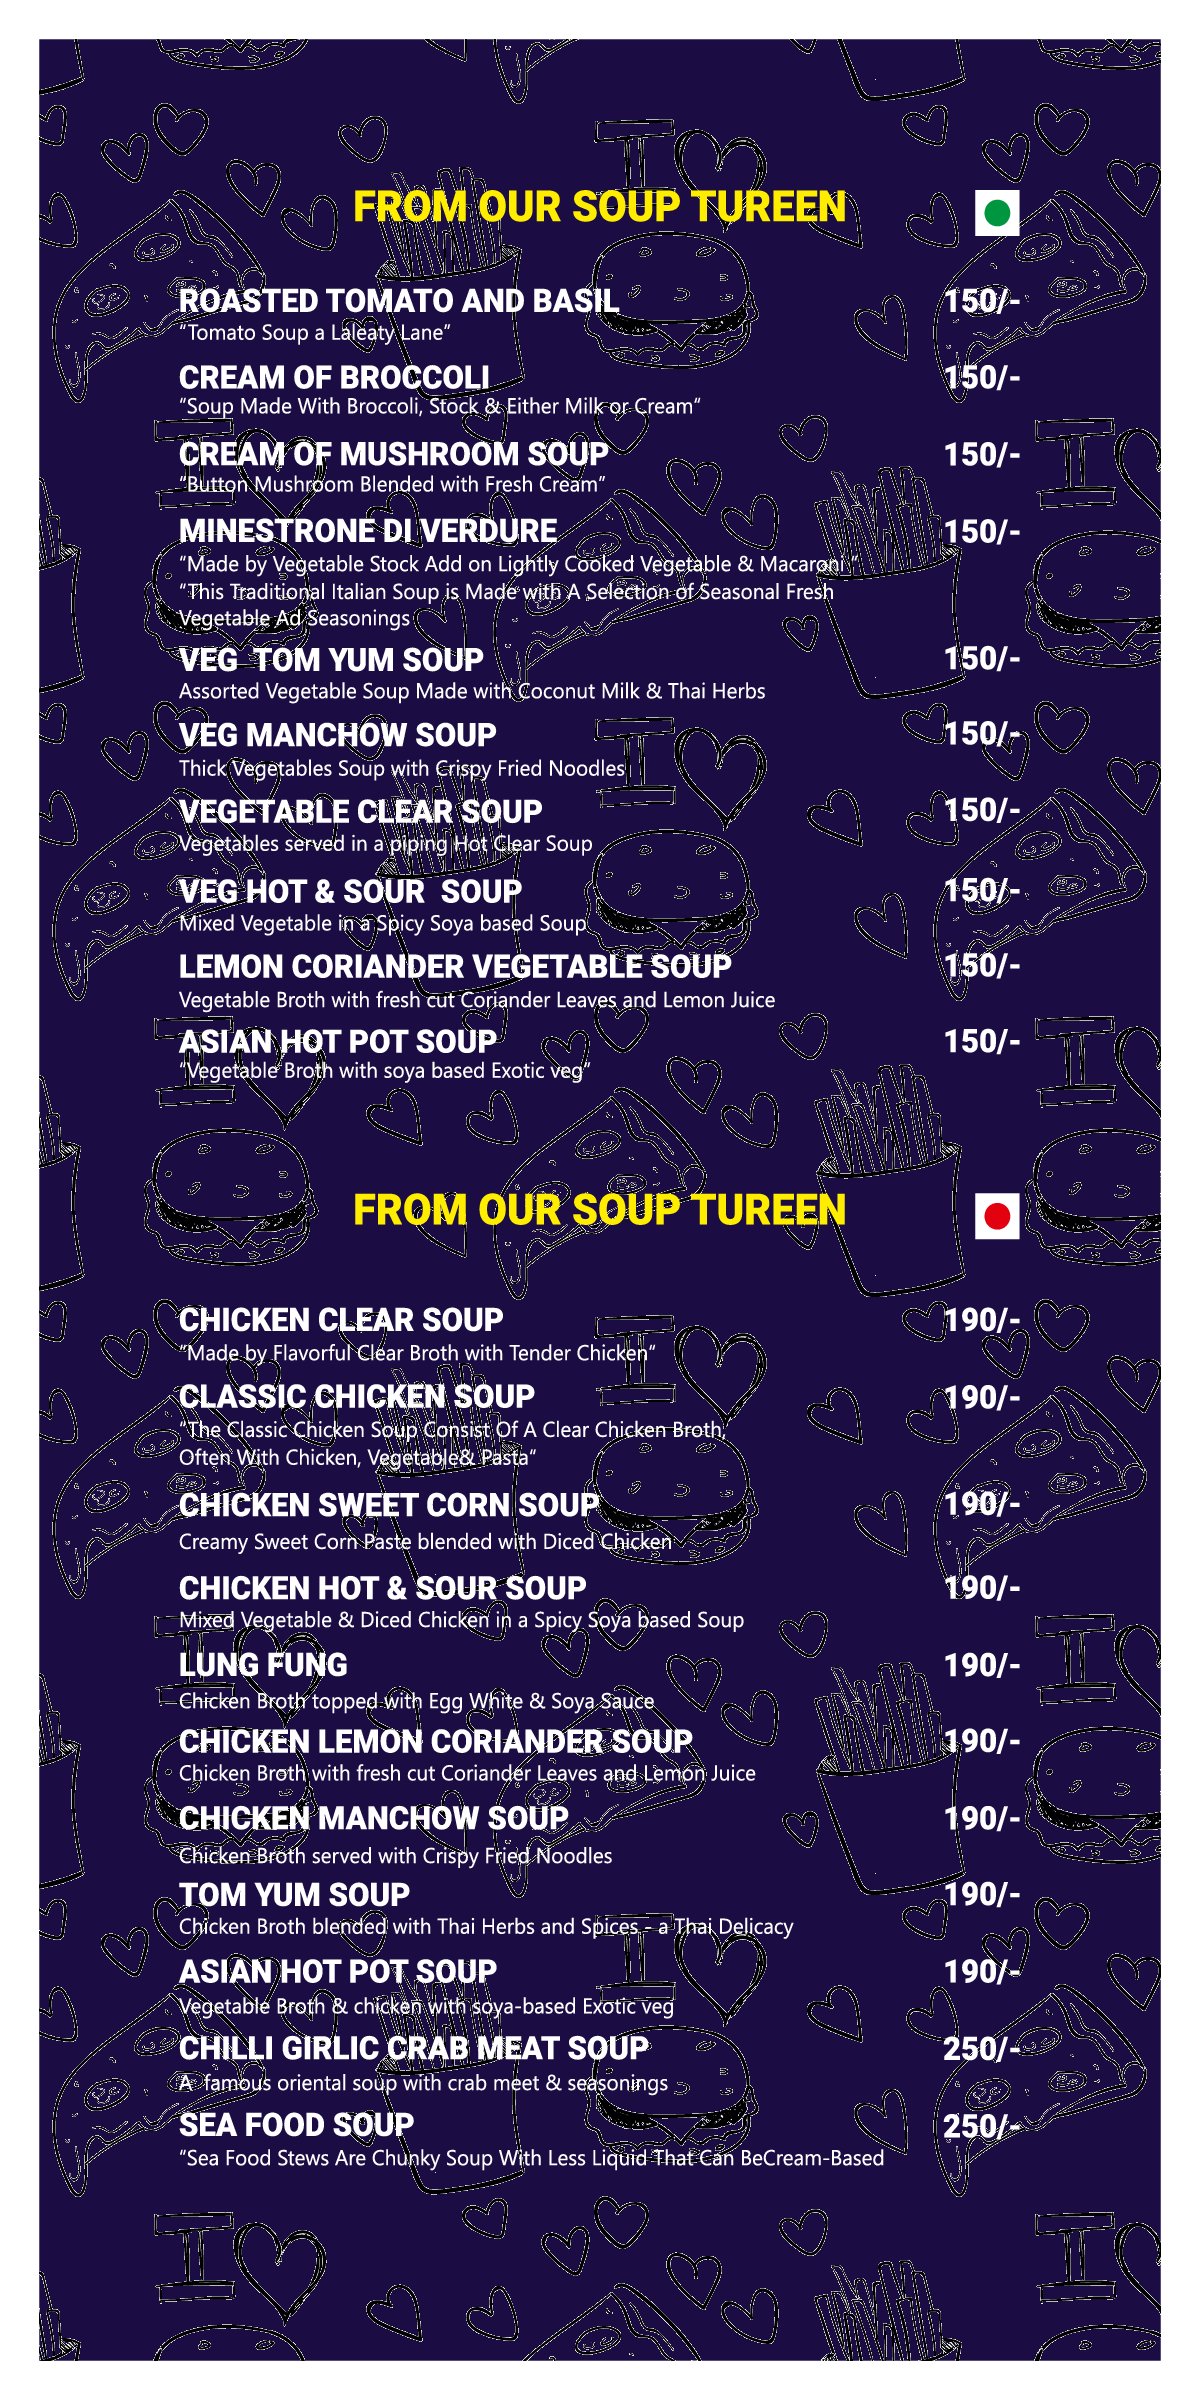 FROM OUR SOUP TUREEN
ROASTED TOMATO AND BASIL 150/-
"Tomato Soup a Laleaty Lane"
CREAM OF BROCCOLI 150/-
"Soup Made With Broccoli, Stock & Either Milk or Cream"
CREAM OF MUSHROOM SOUP 150/-
"Button Mushroom Blended with Fresh Cream"
MINESTRONE DI VERDURE 150/-
"Made by Vegetable Stock Add on Lightly Cooked Vegetable & Macaroni "
"This Traditional Italian Soup is Made with A Selection of Seasonal Fresh
Vegetable Ad Seasonings
VEG TOM YUM SOUP 150/-
Assorted Vegetable Soup Made with Coconut Milk & Thai Herbs
VEG MANCHOW SOUP 150/-
Thick Vegetables Soup with Crispy Fried Noodles
VEGETABLE CLEAR SOUP 150/-
Vegetables served in a piping Hot Clear Soup
VEG HOT & SOUR SOUP 150/-
Mixed Vegetable in a Spicy Soya based Soup
LEMON CORIANDER VEGETABLE SOUP 150/-
Vegetable Broth with fresh cut Coriander Leaves and Lemon Juice
ASIAN HOT POT SOUP 150/-
"Vegetable Broth with soya based Exotic veg"
FROM OUR SOUP TUREEN
CHICKEN CLEAR SOUP 190/-
"Made by Flavorful Clear Broth with Tender Chicken"
CLASSIC CHICKEN SOUP 190/-
"The Classic Chicken Soup Consist Of A Clear Chicken Broth,
Often With Chicken, Vegetable& Pasta"
CHICKEN SWEET CORN SOUP 190/-
Creamy Sweet Corn Paste blended with Diced Chicken
CHICKEN HOT & SOUR SOUP 190/-
Mixed Vegetable & Diced Chicken in a Spicy Soya based Soup
LUNG FUNG 190/-
Chicken Broth topped with Egg White & Soya Sauce
CHICKEN LEMON CORIANDER SOUP 190/-
Chicken Broth with fresh cut Coriander Leaves and Lemon Juice
CHICKEN MANCHOW SOUP 190/-
Chicken Broth served with Crispy Fried Noodles
TOM YUM SOUP 190/-
Chicken Broth blended with Thai Herbs and Spices - a Thai Delicacy
ASIAN HOT POT SOUP 190/-
Vegetable Broth & chicken with soya-based Exotic veg
CHILLI GIRLIC CRAB MEAT SOUP 250/-
A famous oriental soup with crab meet & seasonings
SEA FOOD SOUP 250/-
"Sea Food Stews Are Chunky Soup With Less Liquid That Can BeCream-Based